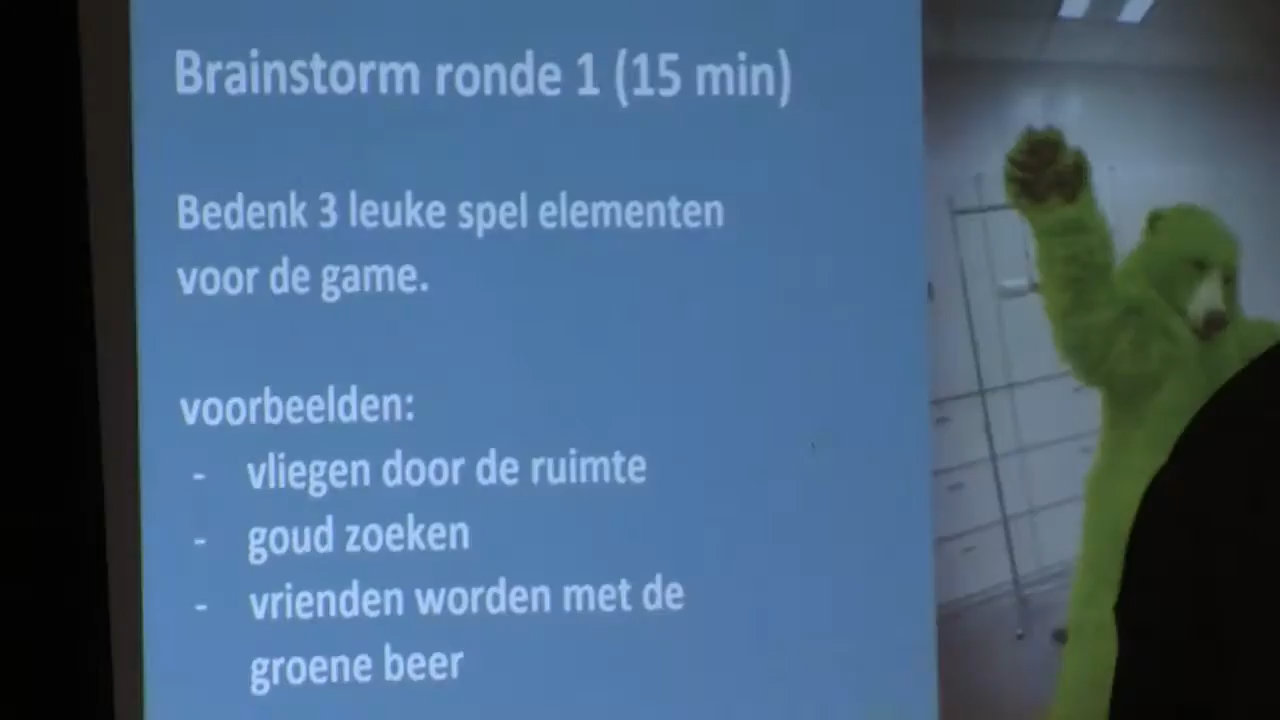 Brainstorm ronde 1 (15 min)
Bedenk 3 leuke spel elementen
voor de game.
voorbeelden:
- vliegen door de ruimte
- goud zoeken
- vrienden worden met de
groene beer